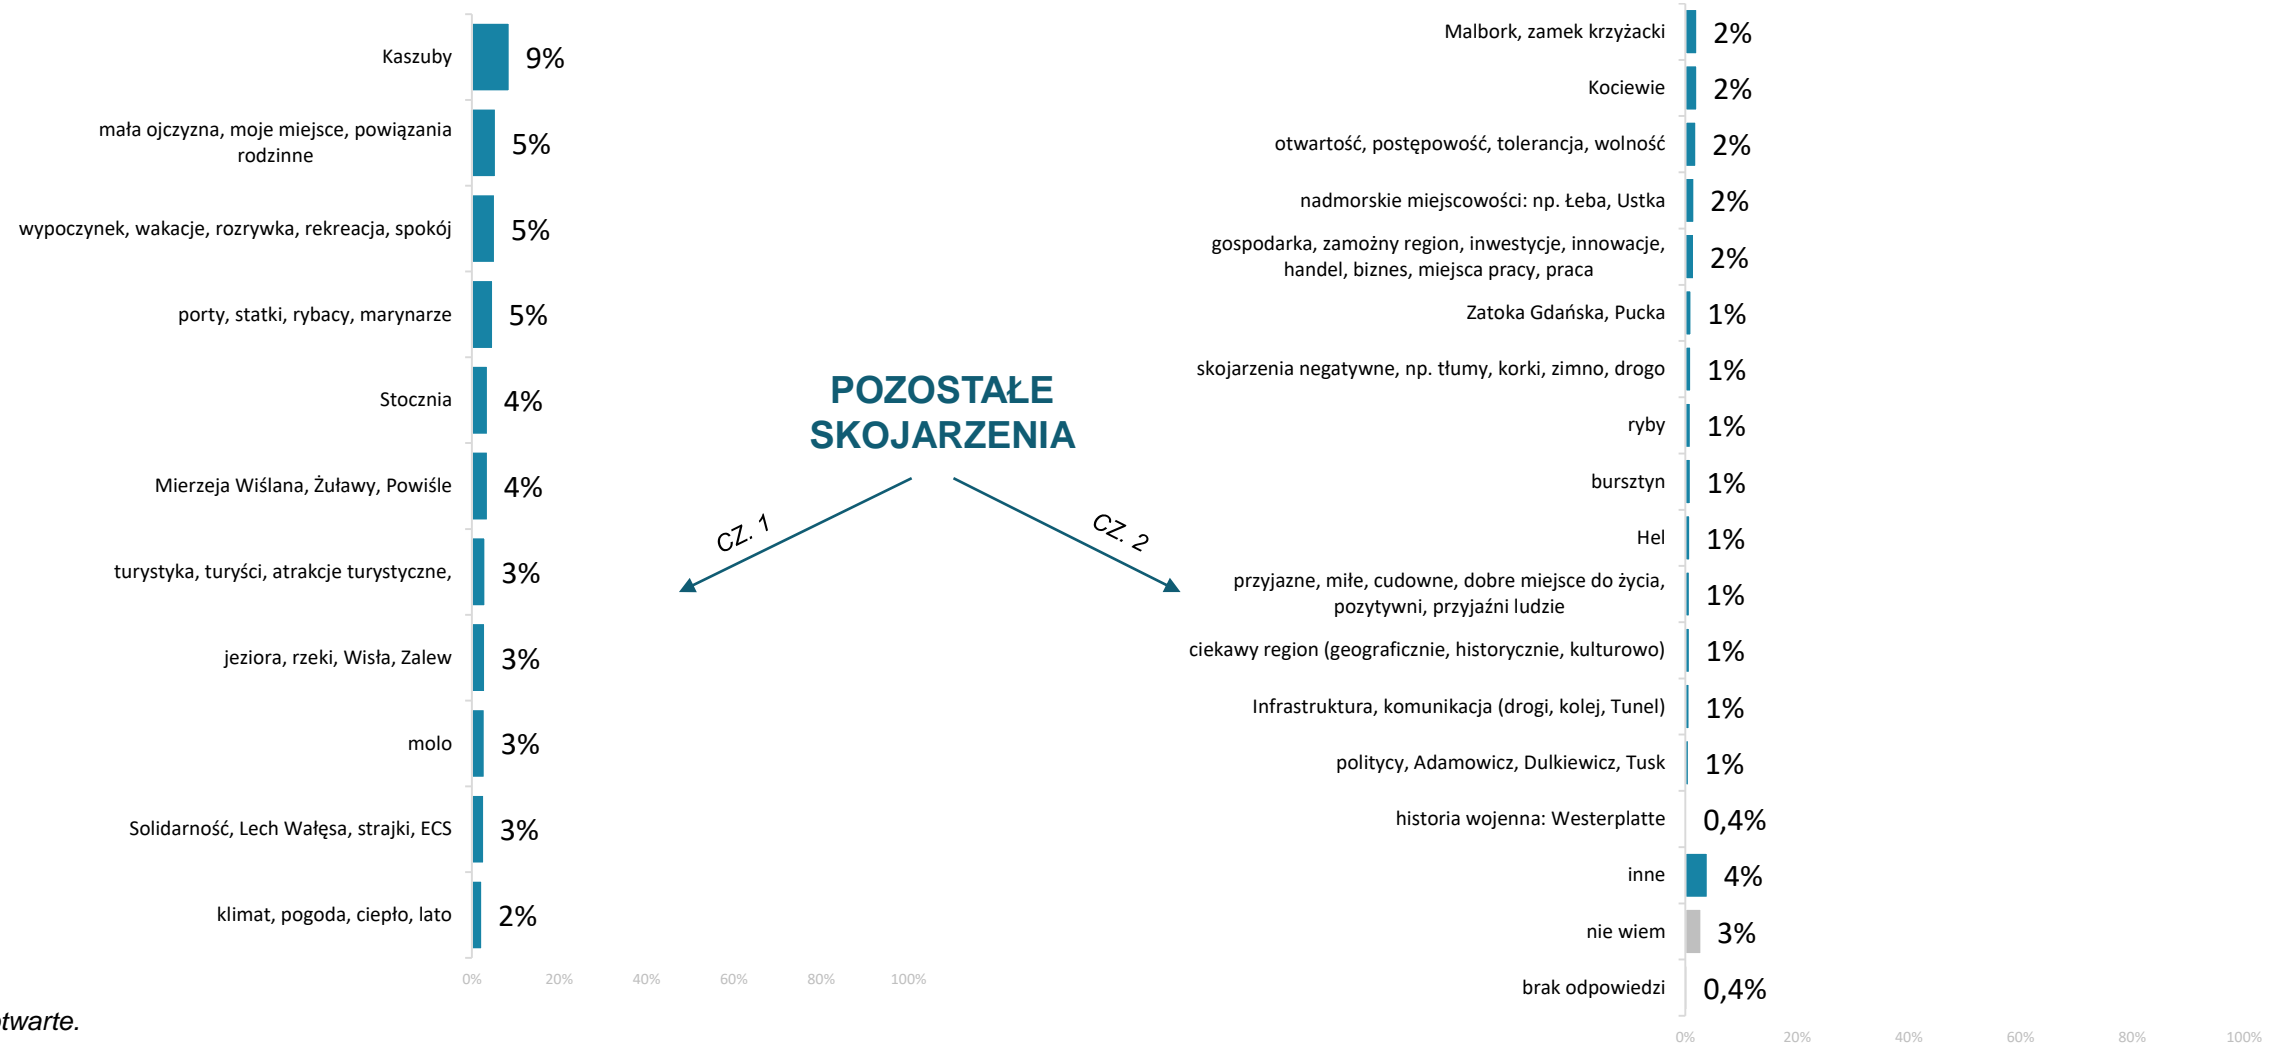 Kaszuby 9%
mała ojczyzna, moje miejsce, powiązania
rodzinne 5%
wypoczynek, wakacje, rozrywka, rekreacja, spokój 5%
porty, statki, rybacy, marynarze 5%
Stocznia 4%
Mierzeja Wiślana, Żuławy, Powiśle 4%
turystyka, turyści, atrakcje turystyczne, 3%
jeziora, rzeki, Wisła, Zalew 3%
molo 3%
Solidarność, Lech Wałęsa, strajki, ECS 3%
klimat, pogoda, ciepło, lato 2%
0% 20% 40% 60% 80% 100%
POZOSTAŁE
SKOJARZENIA
CZ. 1
CZ. 2
Malbork, zamek krzyżacki 2%
Kociewie 2%
otwartość, postępowość, tolerancja, wolność 2%
nadmorskie miejscowości: np. Łeba, Ustka 2%
gospodarka, zamożny region, inwestycje, innowacje,
handel, biznes, miejsca pracy, praca 2%
Zatoka Gdańska, Pucka 1%
skojarzenia negatywne, np. tłumy, korki, zimno, drogo 1%
ryby 1%
bursztyn 1%
Hel 1%
przyjazne, miłe, cudowne, dobre miejsce do życia,
pozytywni, przyjaźni ludzie 1%
ciekawy region (geograficznie, historycznie, kulturowo) 1%
Infrastruktura, komunikacja (drogi, kolej, Tunel) 1%
politycy, Adamowicz, Dulkiewicz, Tusk 1%
historia wojenna: Westerplatte 0,4%
inne 4%
nie wiem 3%
brak odpowiedzi 0,4%
0% 20% 40% 60% 80% 100%
twarte.